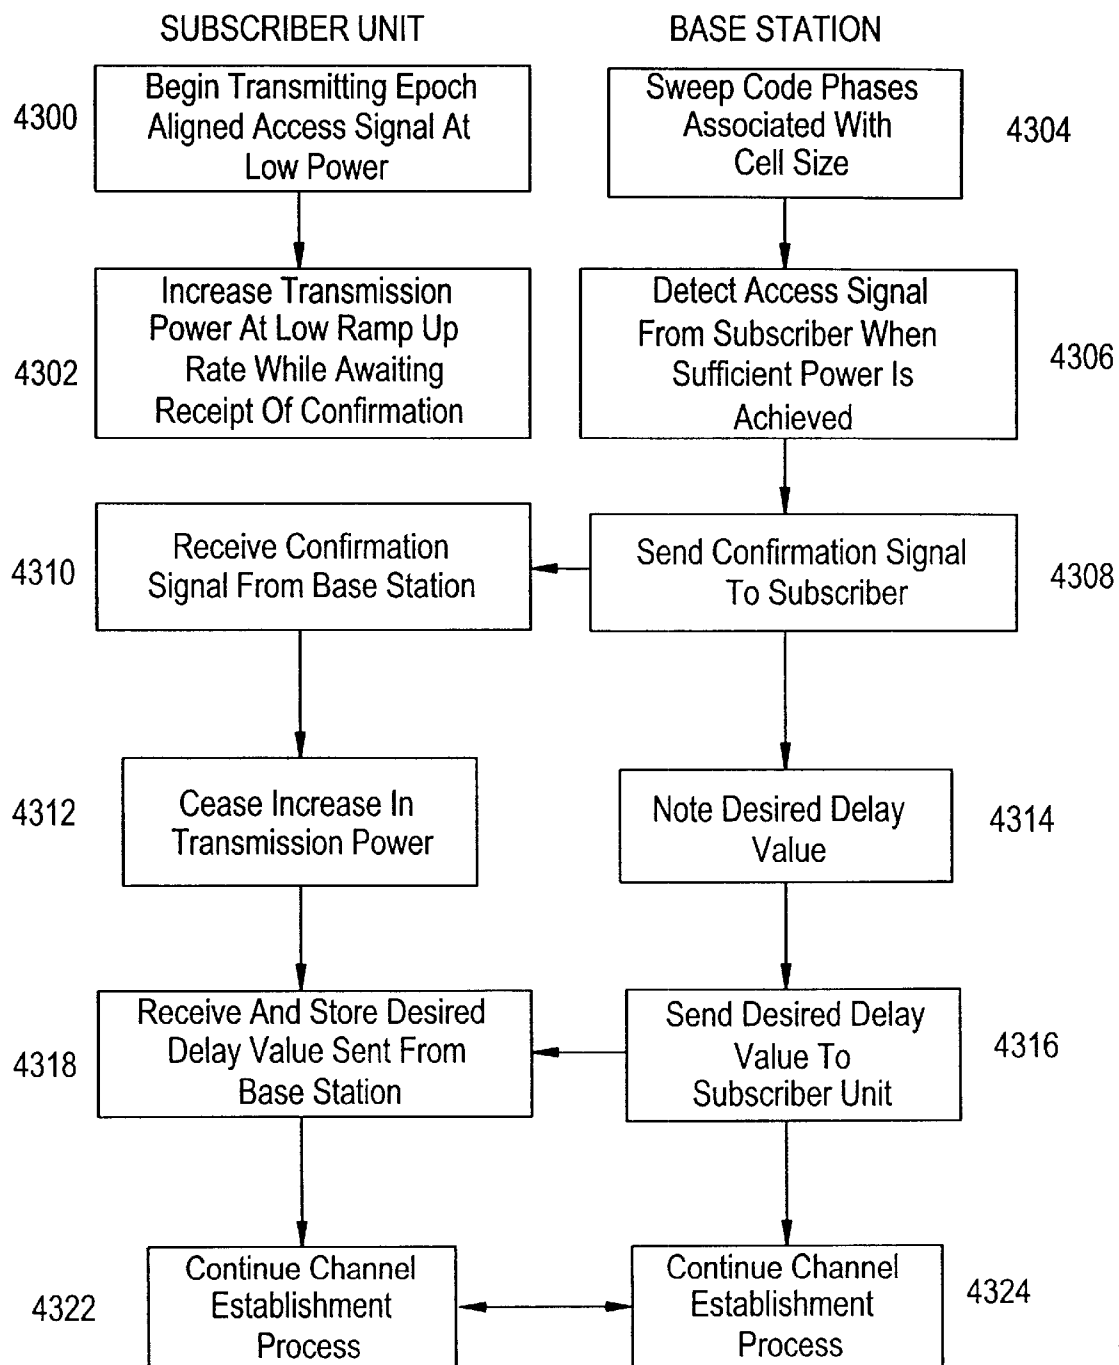 SUBSCRIBER UNIT
BASE STATION
4300
Begin Transmitting Epoch
Aligned Access Signal At
Low Power
Sweep Code Phases
Associated With
Cell Size
4304
4302
Increase Transmission
Power At Low Ramp Up
Rate While Awaiting
Receipt Of Confirmation
Detect Access Signal
From Subscriber When
Sufficient Power Is
Achieved
4306
4310
Receive Confirmation
Signal From Base Station
Send Confirmation Signal
To Subscriber
4308
4312
Cease Increase In
Transmission Power
Note Desired Delay
Value
4314
4318
Receive And Store Desired
Delay Value Sent From
Base Station
Send Desired Delay
Value To
Subscriber Unit
4316
4322
Continue Channel
Establishment
Process
Continue Channel
Establishment
Process
4324